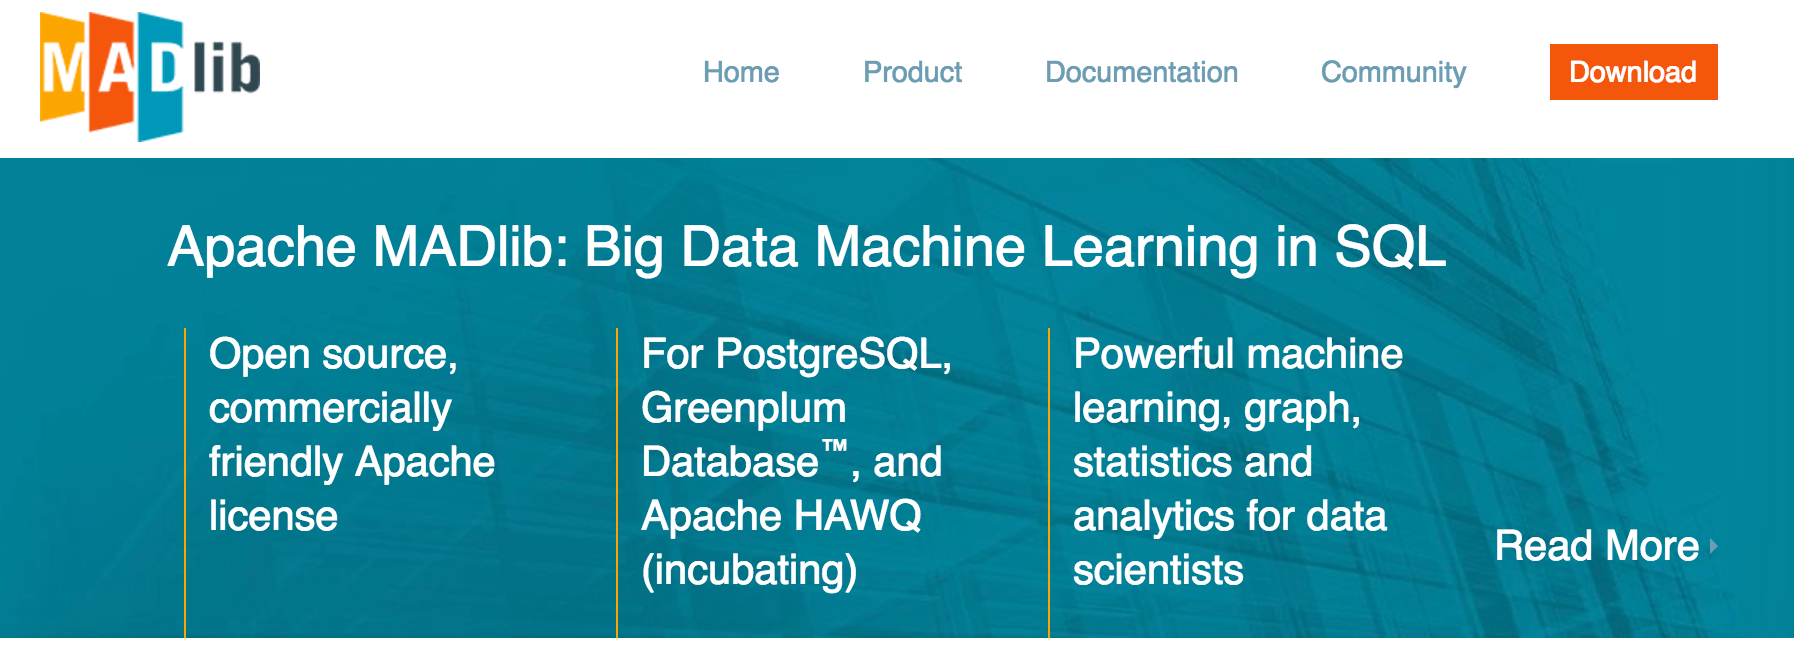 MADlib
Home Product Documentation Community Download
Apache MADlib: Big Data Machine Learning in SQL
Open source,
commercially
friendly Apache
license
For PostgreSQL,
Greenplum
Database™, and
Apache HAWQ
(incubating)
Powerful machine
learning, graph,
statistics and
analytics for data
scientists
Read More